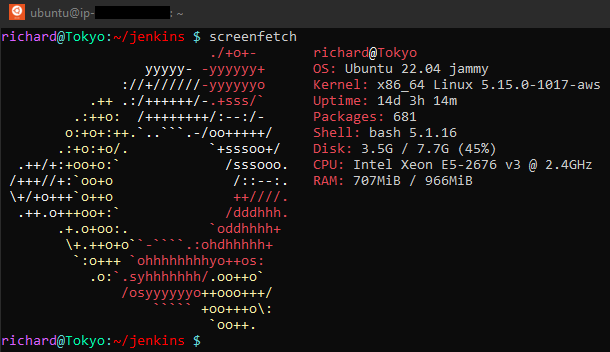 ubuntu@ip-: ~
richard@Tokyo:~/jenkins $ screenfetch
                          ./+o+-       richard@Tokyo
                  yyyyy- -yyyyyy+      OS: Ubuntu 22.04 jammy
               ://+//////-yyyyyyo      Kernel: x86_64 Linux 5.15.0-1017-aws
           .++ .:/++++++/-.+sss/`      Uptime: 14d 3h 14m
         .:++o:  /++++++++/:--:/-      Packages: 681
        o:+o+:++.`..```.-/oo+++++/     Shell: bash 5.1.16
       .:+o:+o/.          `+sssoo+/    Disk: 3.5G / 7.7G (45%)
  .++/+:+oo+o:`             /sssooo.   CPU: Intel Xeon E5-2676 v3 @ 2.4GHz
 /+++//+:`oo+o               /::--:.   RAM: 707MiB / 966MiB
 \+/+o+++`o++o               ++////.
  .++.o+++oo+:`             /dddhhh.
       .+.o+oo:.          `oddhhhh+
        \+.++o+o``-````.:ohdhhhhh+
         `:o+++ `ohhhhhhhhyo++os:
           .o:`.syhhhhhhh/.oo++o`
               /osyyyyyyo++ooo+++/
                   ````` +oo+++o\:
                          `oo++.
richard@Tokyo:~/jenkins $